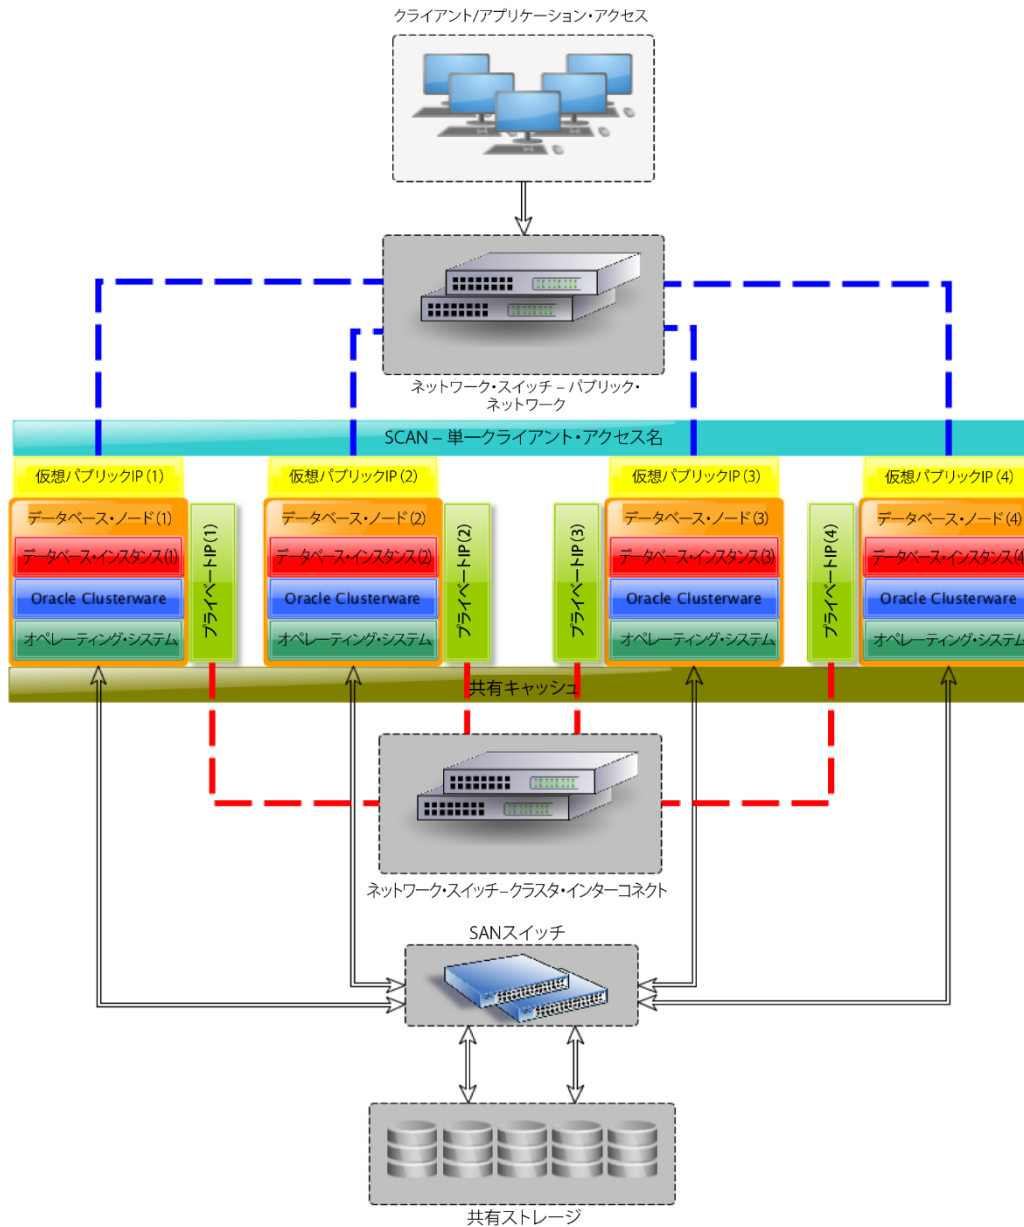 クライアント/アプリケーション・アクセス
ネットワーク・スイッチ – パブリック・
ネットワーク
SCAN – 単一クライアント・アクセス名
仮想パブリックIP(1)
仮想パブリックIP(2)
仮想パブリックIP(3)
仮想パブリックIP(4)
データベース・ノード(1)
データベース・ノード(2)
データベース・ノード(3)
データベース・ノード(4)
データベース・インスタンス(1)
データベース・インスタンス(2)
データベース・インスタンス(3)
データベース・インスタンス(4
Oracle Clusterware
Oracle Clusterware
Oracle Clusterware
Oracle Clusterware
オペレーティング・システム
オペレーティング・システム
オペレーティング・システム
オペレーティング・システム
プライベートIP(1)
プライベートIP(2)
プライベートIP(3)
プライベートIP(4)
共有キャッシュ
ネットワーク・スイッチ–クラスタ・インターコネクト
SANスイッチ
共有ストレージ